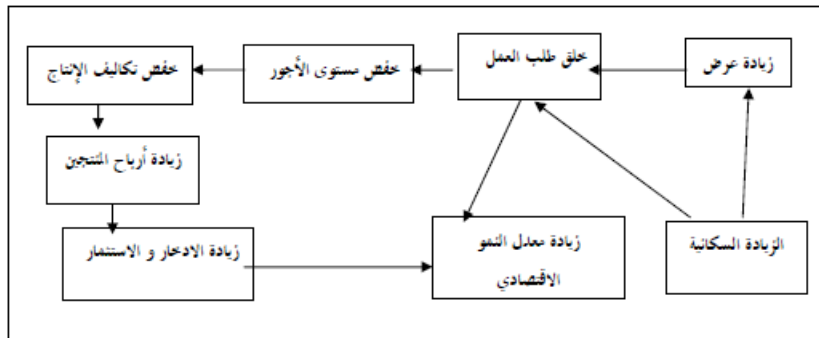 زيادة عرض
خلق طلب العمل
خفض مستوى الأجور
خفض تكاليف الإنتاج
زيادة أرباح المنتجين
زيادة الادخار و الاستثمار
زيادة معدل النمو
الاقتصادي
الزيادة السكانية